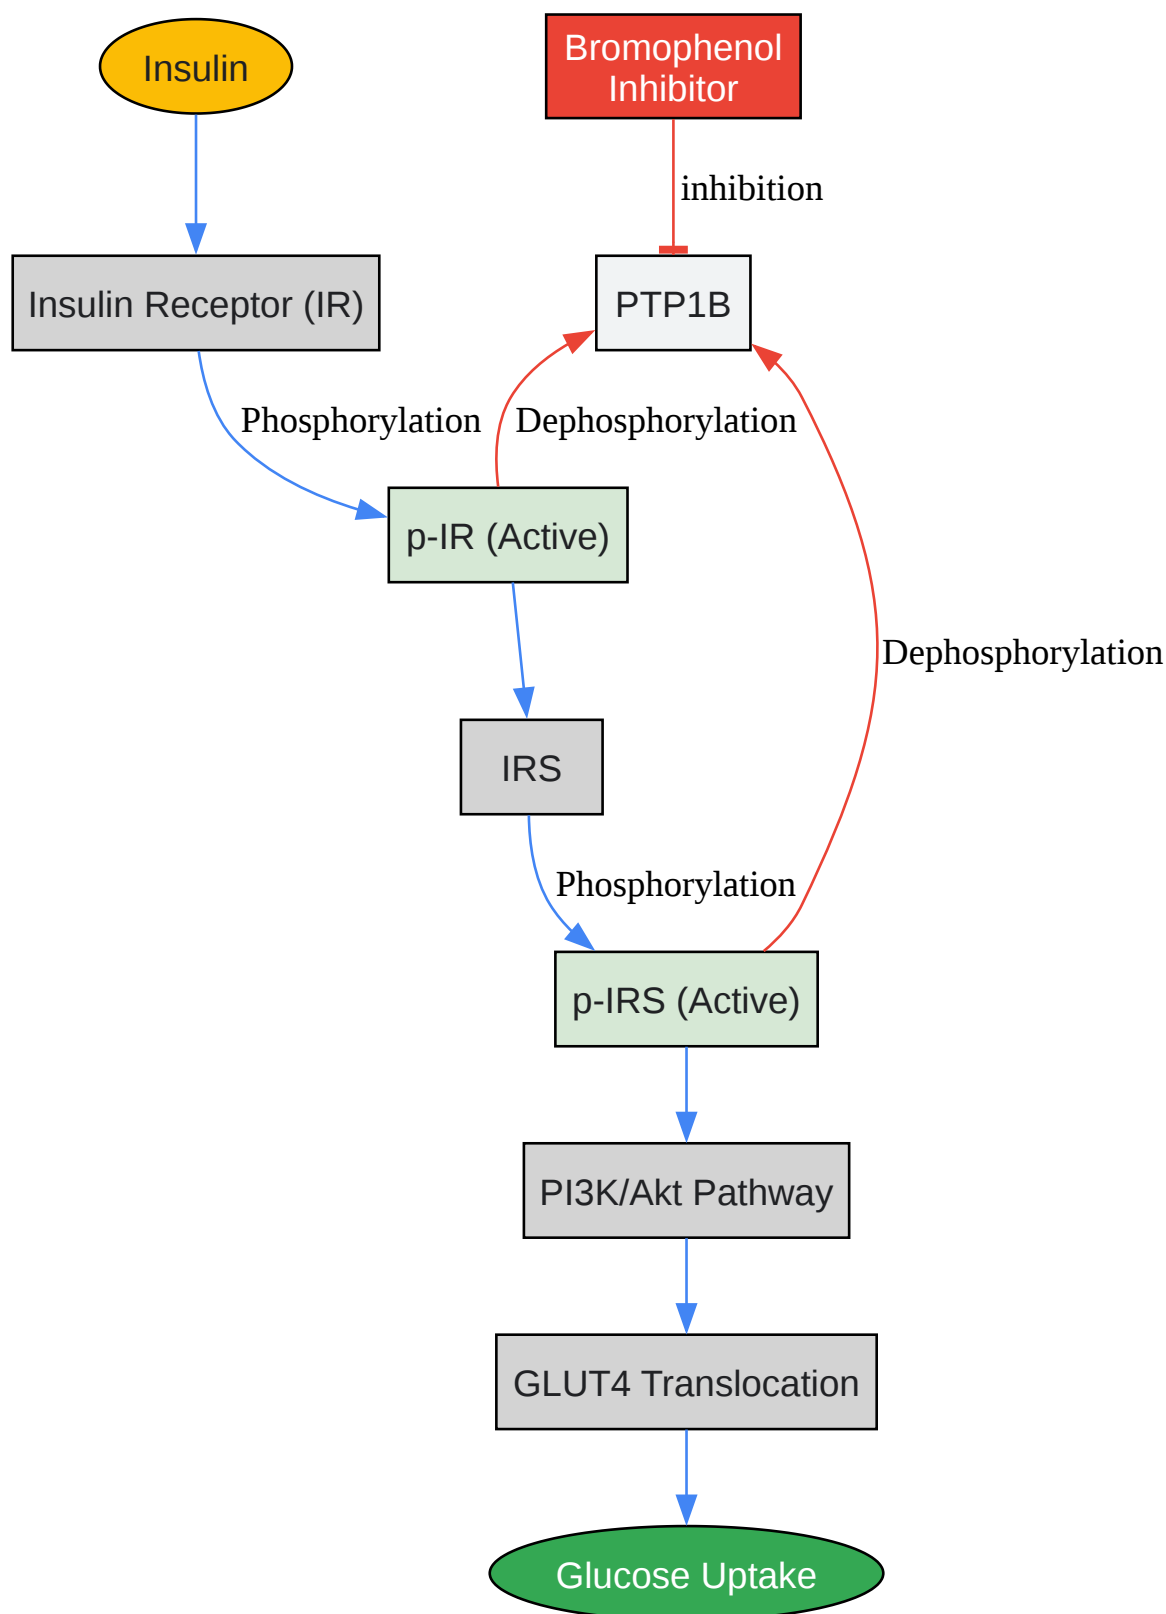 Insulin
Bromophenol
Inhibitor
inhibition
Insulin Receptor (IR)
PTP1B
Phosphorylation
Dephosphorylation
p-IR (Active)
Dephosphorylation
IRS
Phosphorylation
p-IRS (Active)
PI3K/Akt Pathway
GLUT4 Translocation
Glucose Uptake